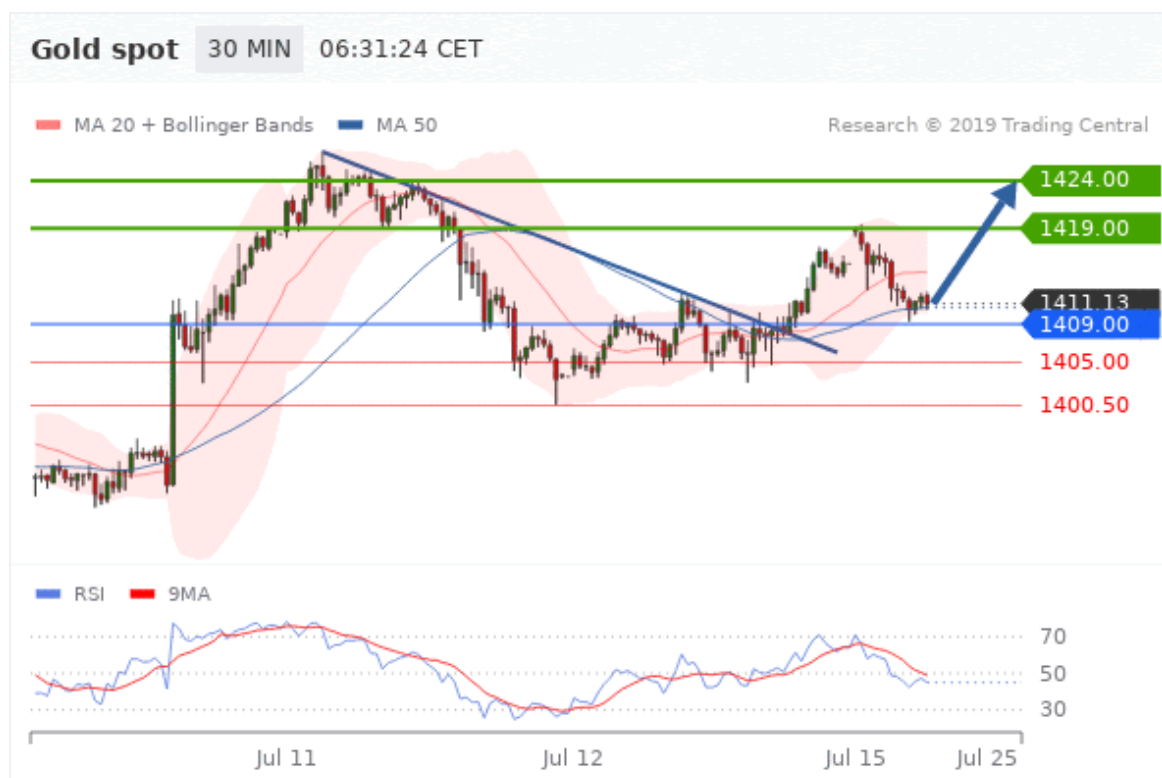 Gold spot 30 MIN 06:31:24 CET
MA 20 + Bollinger Bands MA 50 Research © 2019 Trading Central
1424.00
1419.00
1411.13
1409.00
1405.00
1400.50
RSI 9MA
70
50
30
Jul 11 Jul 12 Jul 15 Jul 25